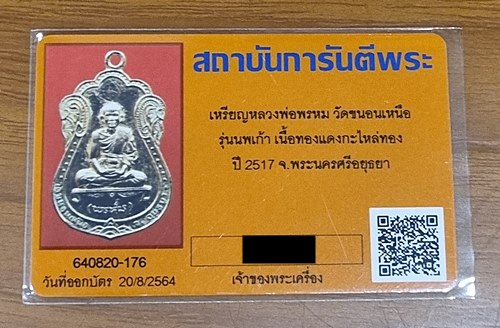 สถาบันการันตีพระ
เหรียญหลวงพ่อพรหม วัดขนอนเหนือ
รุ่นนพเก้า เนื้อทองแดงกะไหล่ทอง
ปี 2517 จ.พระนครศรีอยุธยา
640820-176
วันที่ออกบัตร 20/8/2564
เจ้าของพระเครื่อง